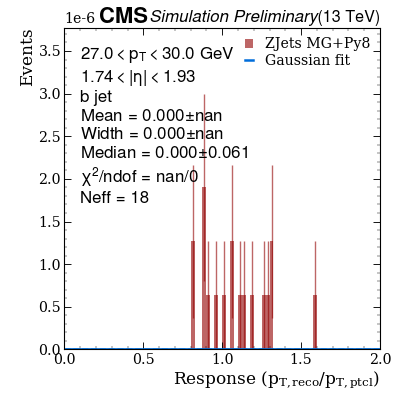 1e-6 CMS Simulation Preliminary (13 TeV)
Events
3.5
3.0
2.5
2.0
1.5
1.0
0.5
0.0
27.0 < pT < 30.0 GeV
1.74 < |η| < 1.93
b jet
Mean = 0.000±nan
Width = 0.000±nan
Median = 0.000±0.061
χ²/ndof = nan/0
Neff = 18
ZJets MG+Py8
Gaussian fit
0.0 0.5 1.0 1.5 2.0
Response (pT,reco/pT,ptcl)